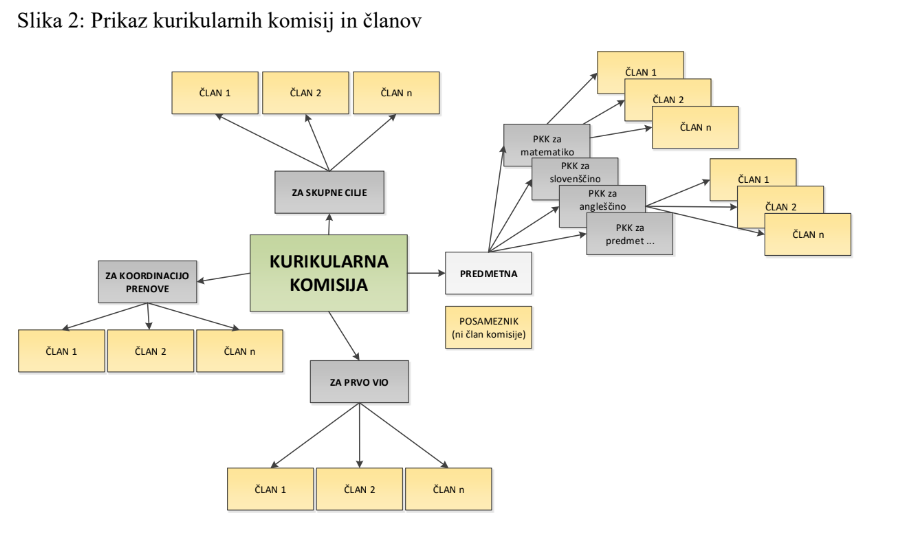 Slika 2: Prikaz kurikularnih komisij in članov
ČLAN 1
ČLAN 2
ČLAN n
ZA SKUPNE CILJE
ČLAN 1
ČLAN 2
ČLAN n
PKK za
matematiko
PKK za
slovenščino
PKK za
angleščino
PKK za
predmet ...
ČLAN 1
ČLAN 2
ČLAN n
KURIKULARNA
KOMISIJA
PREDMETNA
ZA KOORDINACIJO
PRENOVE
ČLAN 1
ČLAN 2
ČLAN n
POSAMEZNIK
(ni član komisije)
ZA PRVO VIO
ČLAN 1
ČLAN 2
ČLAN n